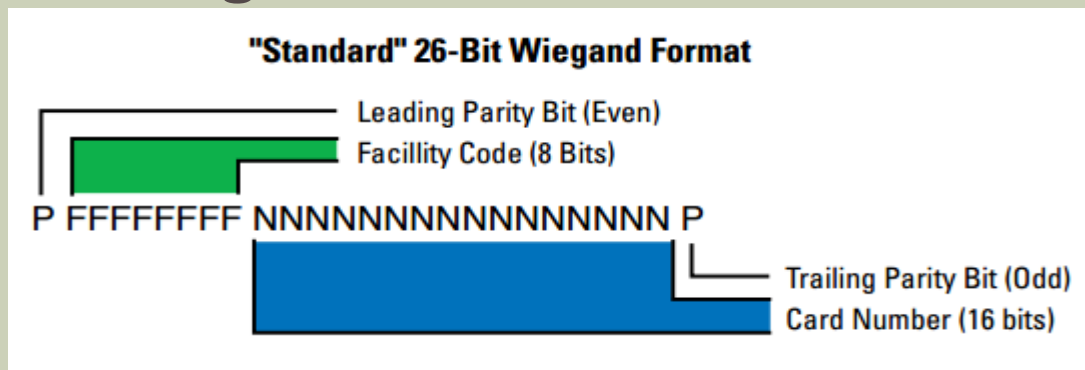 "Standard" 26-Bit Wiegand Format
Leading Parity Bit (Even)
Facillity Code (8 Bits)
P FFFFFFFF NNNNNNNNNNNNNNNN P
Trailing Parity Bit (Odd)
Card Number (16 bits)